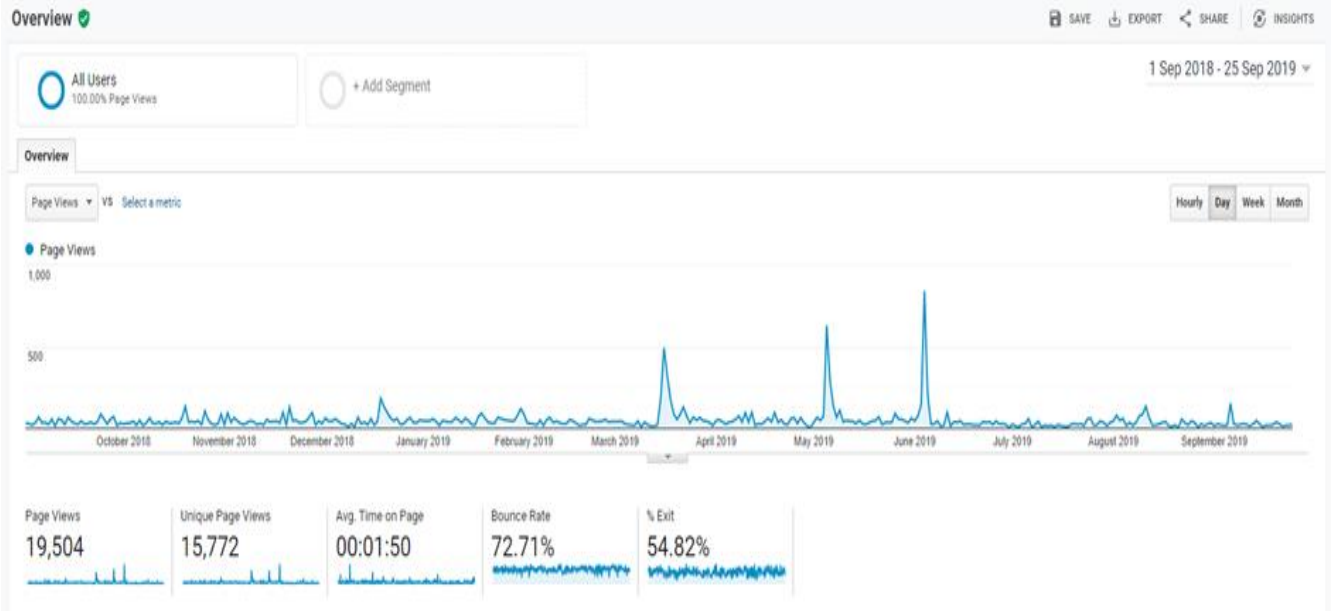 Overview
SAVE EXPORT SHARE INSIGHTS
All Users
100.00% Page Views
+ Add Segment
1 Sep 2018 - 25 Sep 2019
Overview
Page Views VS Select a metric
Hourly Day Week Month
Page Views
1,000
500
October 2018 November 2018 December 2018 January 2019 February 2019 March 2019 April 2019 May 2019 June 2019 July 2019 August 2019 September 2019
Page Views Unique Page Views Avg. Time on Page Bounce Rate % Exit
19,504 15,772 00:01:50 72.71% 54.82%